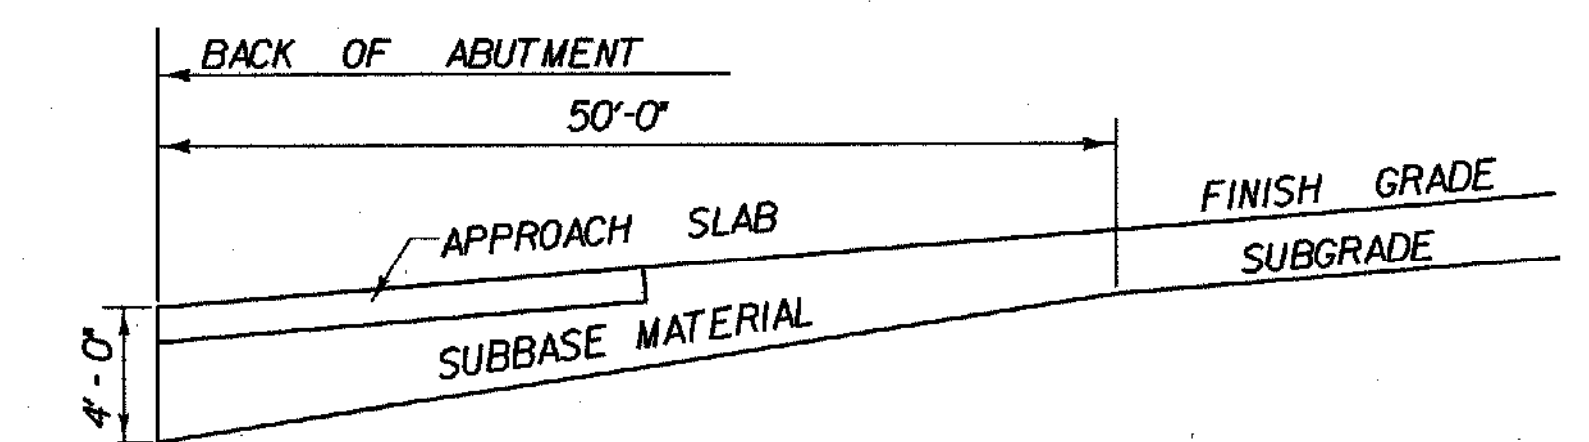 BACK OF ABUTMENT
50'-0"
FINISH GRADE
APPROACH SLAB
SUBGRADE
SUBBASE MATERIAL
4'-0"